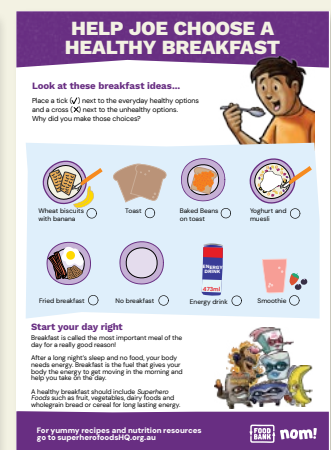 HELP JOE CHOOSE A
HEALTHY BREAKFAST
Look at these breakfast ideas...
Place a tick (✓) next to the everyday healthy options
and a cross (✗) next to the unhealthy options.
Why did you make those choices?
Wheat biscuits
with banana
Toast
Baked Beans
on toast
Yoghurt and
muesli
ENERGY
DRINK
473ml
Fried breakfast
No breakfast
Energy drink
Smoothie
Start your day right
Breakfast is called the most important meal of the
day for a really good reason!
After a long night's sleep and no food, your body
needs energy. Breakfast is the fuel that gives your
body the energy to get moving in the morning and
help you take on the day.
A healthy breakfast should include Superhero
Foods such as fruit, vegetables, dairy foods and
wholegrain bread or cereal for long lasting energy.
For yummy recipes and nutrition resources
go to superherofoodsHQ.org.au
FOOD
BANK
nom!